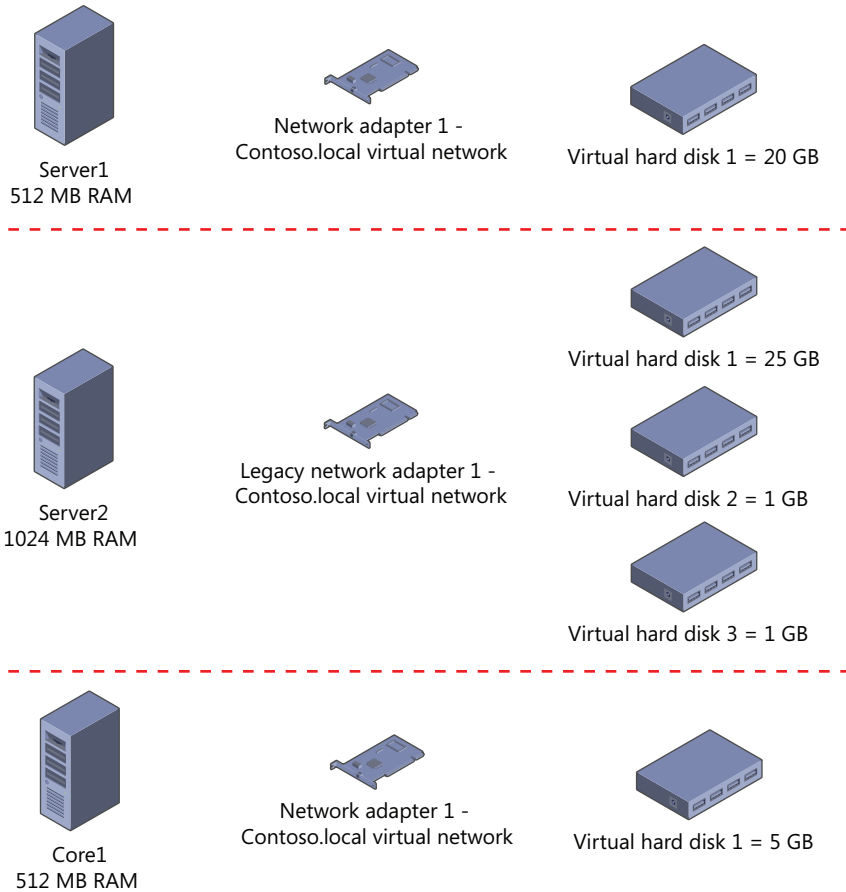 Server1
512 MB RAM
Network adapter 1 -
Contoso.local virtual network
Virtual hard disk 1 = 20 GB
Server2
1024 MB RAM
Legacy network adapter 1 -
Contoso.local virtual network
Virtual hard disk 1 = 25 GB
Virtual hard disk 2 = 1 GB
Virtual hard disk 3 = 1 GB
Core1
512 MB RAM
Network adapter 1 -
Contoso.local virtual network
Virtual hard disk 1 = 5 GB